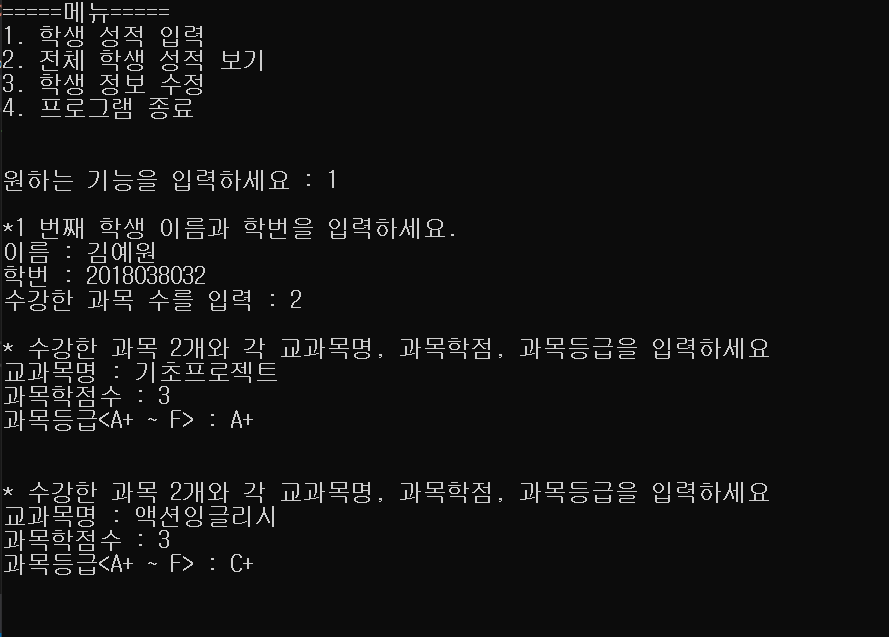 =====메뉴=====
1. 학생 성적 입력
2. 전체 학생 성적 보기
3. 학생 정보 수정
4. 프로그램 종료
원하는 기능을 입력하세요 : 1
*1 번째 학생 이름과 학번을 입력하세요.
이름 : 김예원
학번 : 2018038032
수강한 과목 수를 입력 : 2
* 수강한 과목 2개와 각 교과목명, 과목학점, 과목등급을 입력하세요
교과목명 : 기초프로젝트
과목학점수 : 3
과목등급<A+ ~ F> : A+
* 수강한 과목 2개와 각 교과목명, 과목학점, 과목등급을 입력하세요
교과목명 : 액션잉글리시
과목학점수 : 3
과목등급<A+ ~ F> : C+